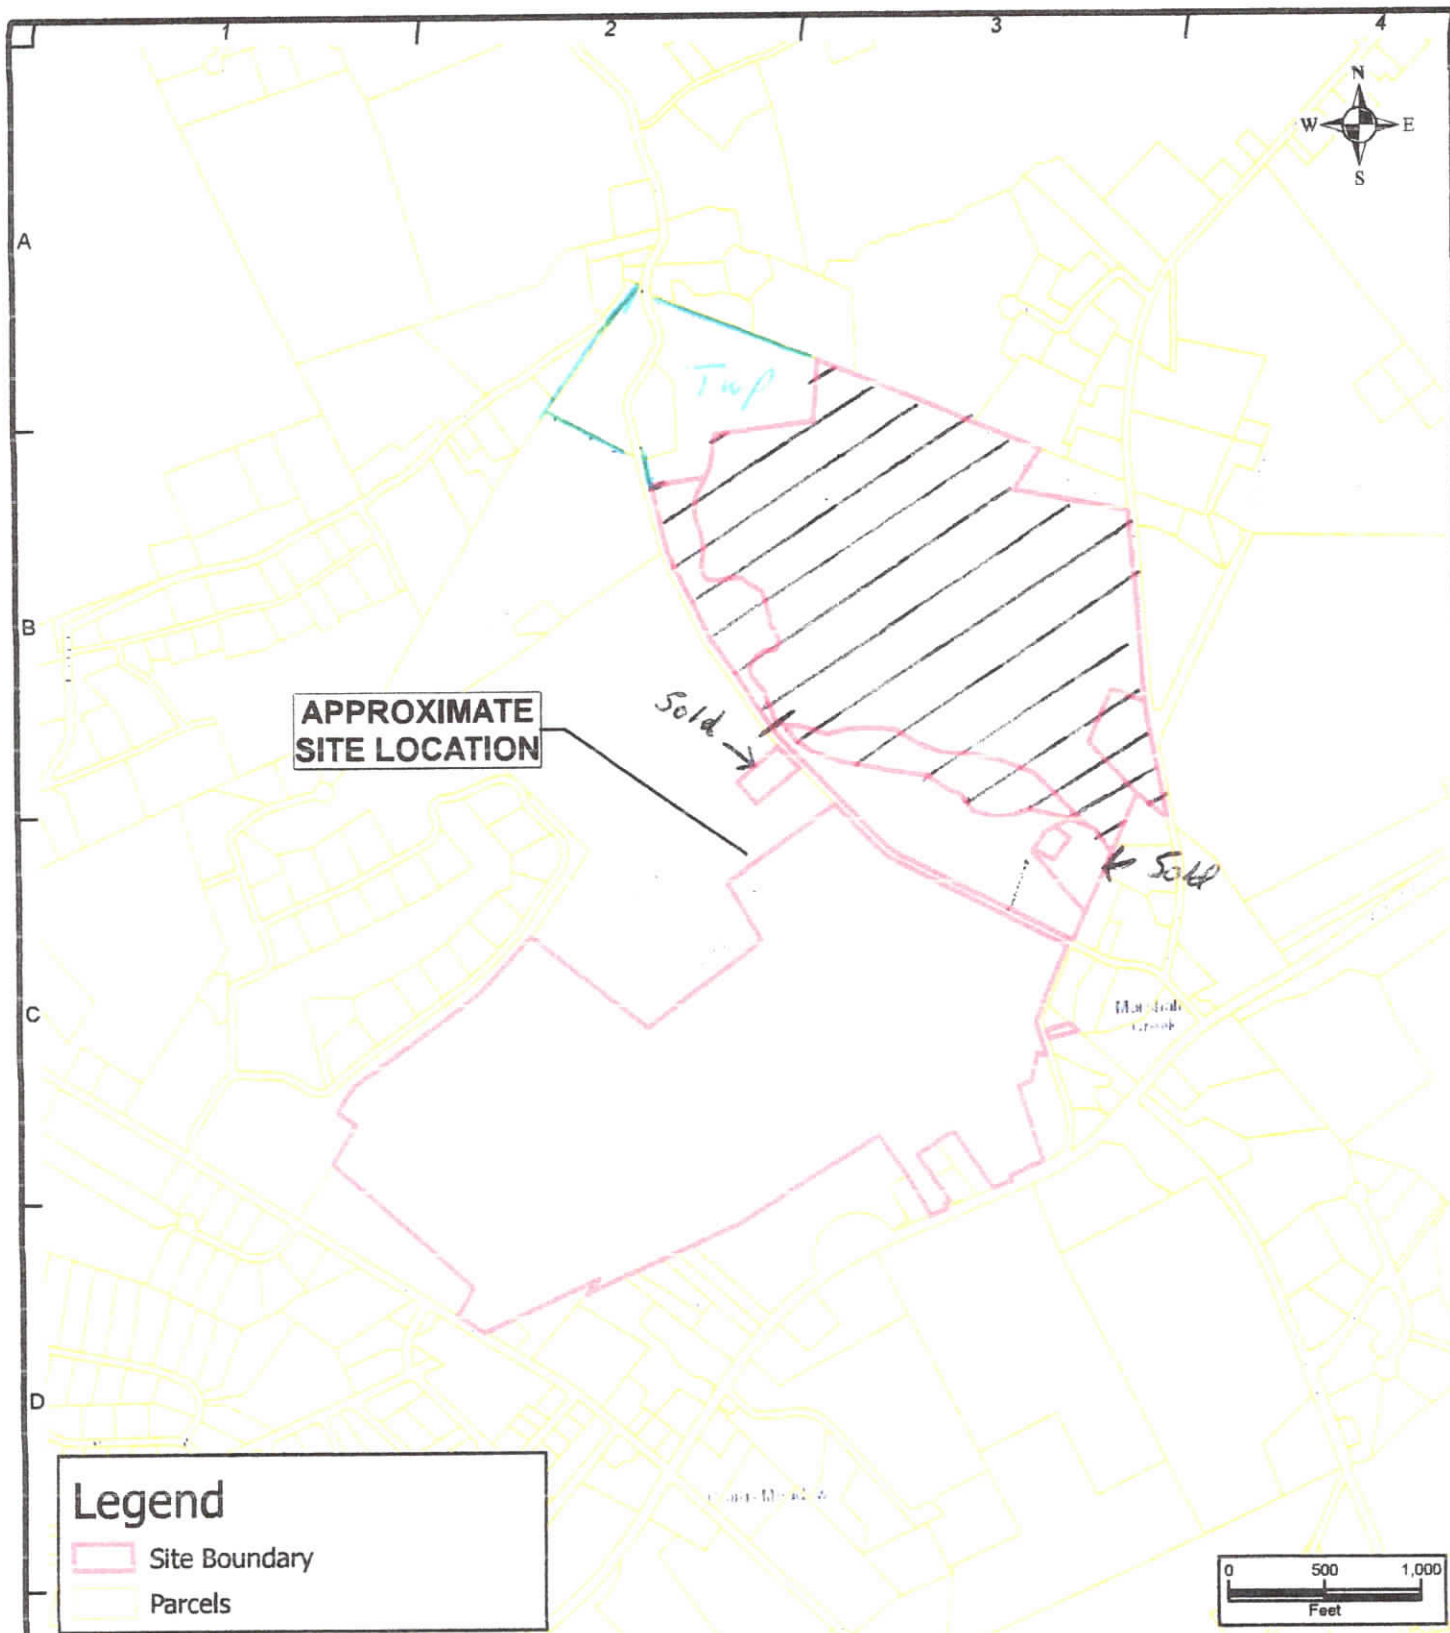 1 2 3 4
N
W E
S
A
Twp
B
Sold
APPROXIMATE
SITE LOCATION
Sold
C
D
Legend
Site Boundary
Parcels
0 500 1,000
Feet